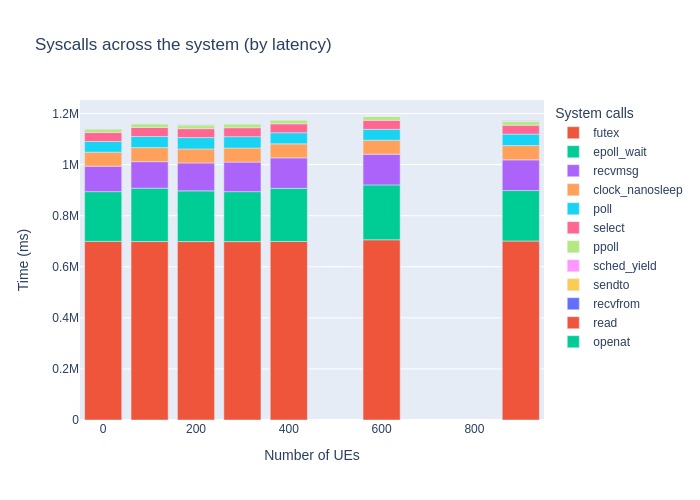 Syscalls across the system (by latency)
System calls
futex
epoll_wait
recvmsg
clock_nanosleep
poll
select
ppoll
sched_yield
sendto
recvfrom
read
openat
Time (ms)
1.2M
1M
0.8M
0.6M
0.4M
0.2M
0
0 200 400 600 800
Number of UEs